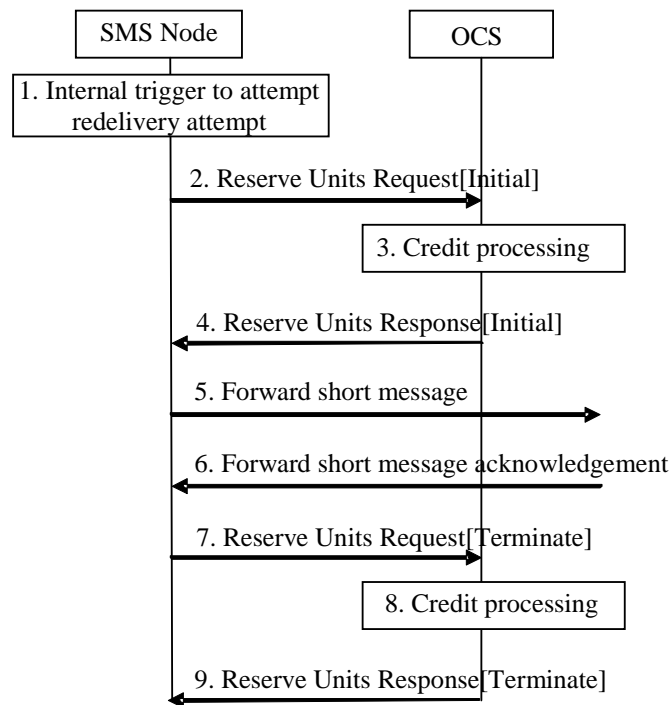 SMS Node
OCS
1. Internal trigger to attempt
redelivery attempt
2. Reserve Units Request[Initial]
3. Credit processing
4. Reserve Units Response[Initial]
5. Forward short message
6. Forward short message acknowledgement
7. Reserve Units Request[Terminate]
8. Credit processing
9. Reserve Units Response[Terminate]